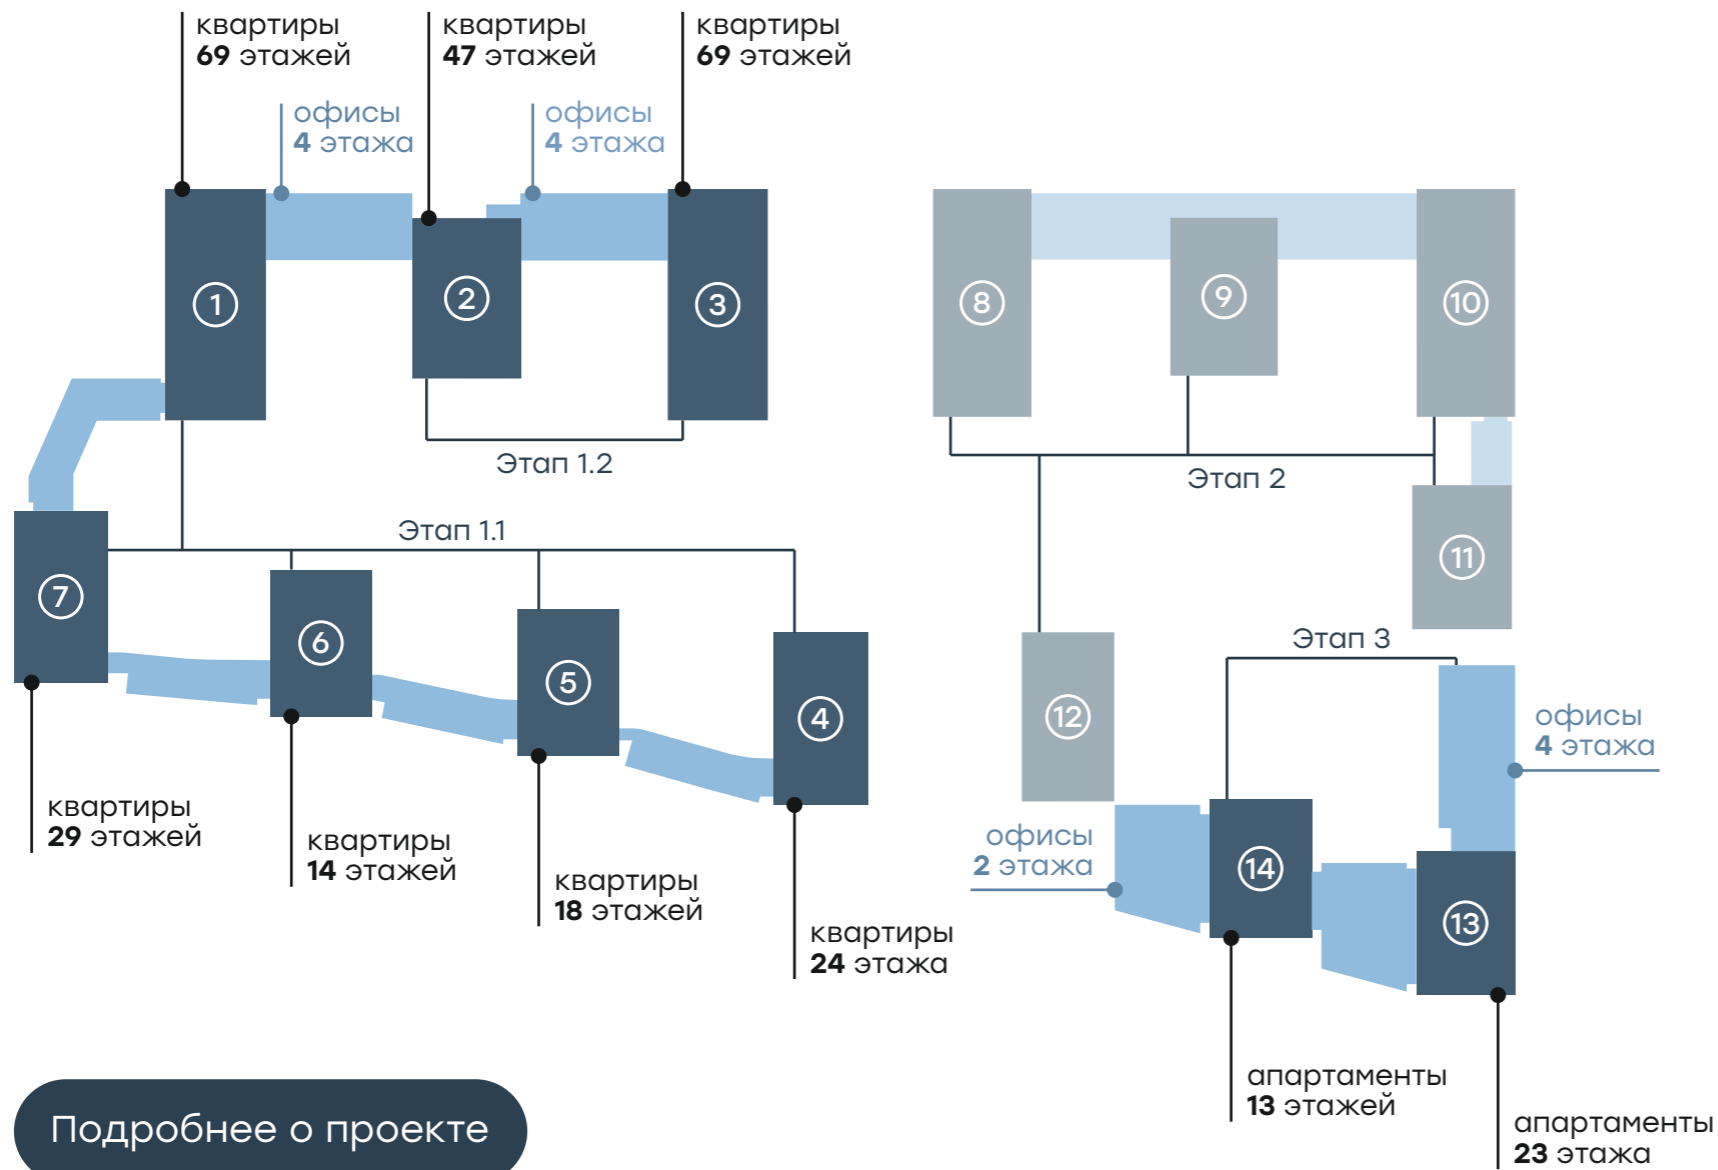 квартиры
69 этажей
квартиры
47 этажей
квартиры
69 этажей
офисы
4 этажа
офисы
4 этажа
1
2
3
8
9
10
Этап 1.2
Этап 2
Этап 1.1
11
7
6
5
4
12
Этап 3
офисы
4 этажа
офисы
2 этажа
14
13
квартиры
29 этажей
квартиры
14 этажей
квартиры
18 этажей
квартиры
24 этажа
апартаменты
13 этажей
апартаменты
23 этажа
Подробнее о проекте